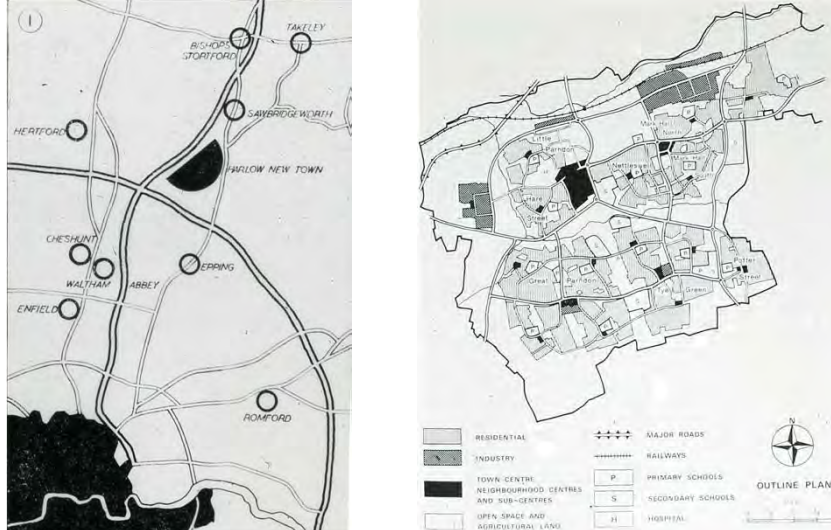 1
TAKELEY
BISHOPS
STORTFORD
SAWBRIDGEWORTH
HERTFORD
HARLOW NEW TOWN
CHESHUNT
WALTHAM ABBEY
EPPING
ENFIELD
ROMFORD
Mark Hall
North
Little
Parndon
Netteswell
Mark Hall
South
H
Hare
Street
Great Parndon
Tye Green
Potter
Street
P
S
RESIDENTIAL
INDUSTRY
TOWN CENTRE
NEIGHBOURHOOD CENTRES
AND SUB-CENTRES
OPEN SPACE AND
AGRICULTURAL LAND
MAJOR ROADS
RAILWAYS
P PRIMARY SCHOOLS
S SECONDARY SCHOOLS
H HOSPITAL
N
OUTLINE PLAN